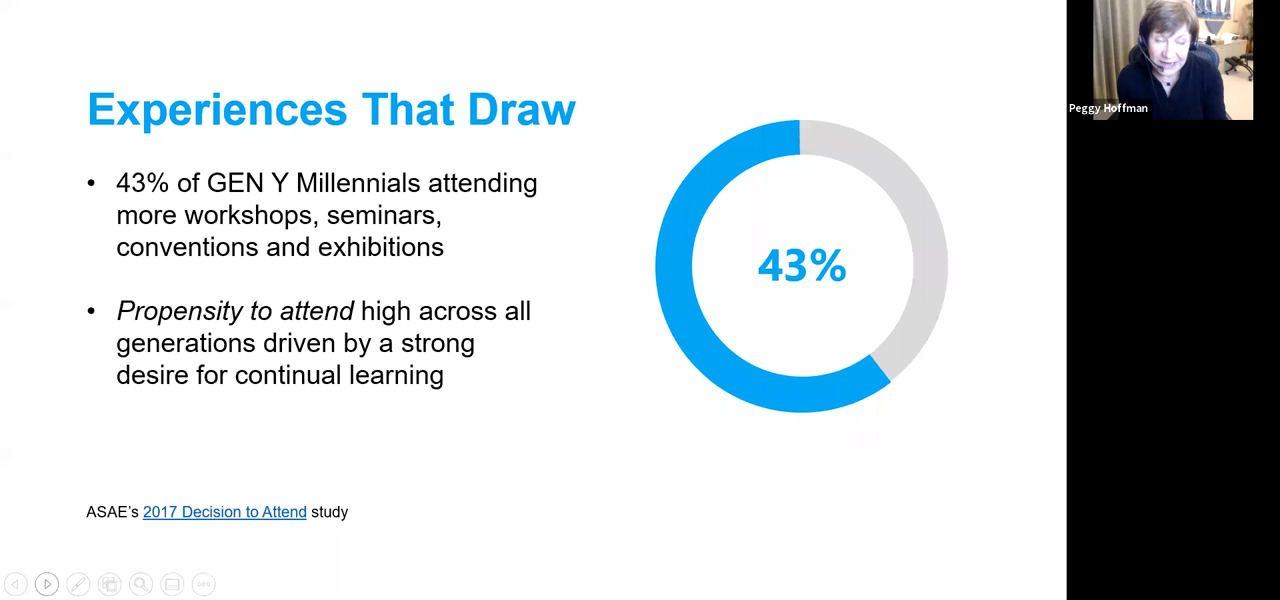 Experiences That Draw
• 43% of GEN Y Millennials attending
more workshops, seminars,
conventions and exhibitions
• Propensity to attend high across all
generations driven by a strong
desire for continual learning
43%
ASAE’s 2017 Decision to Attend study
Peggy Hoffman